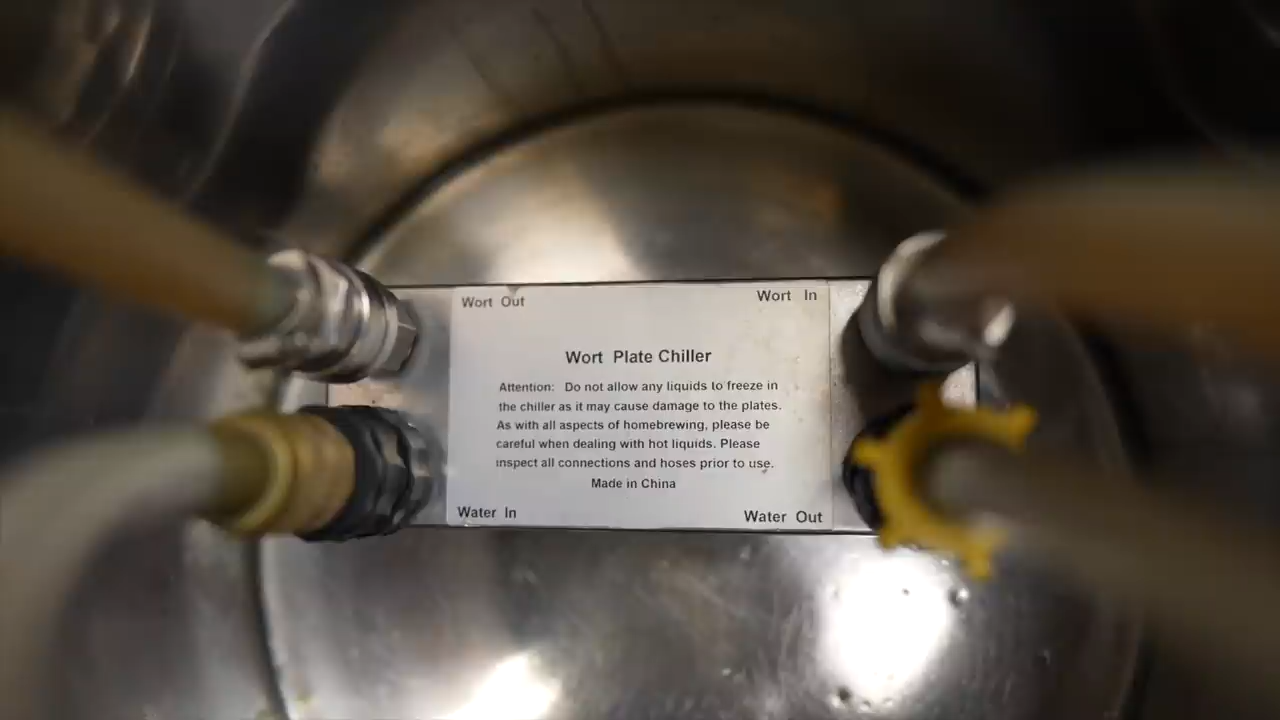 Wort Out
Wort In
Wort Plate Chiller
Attention: Do not allow any liquids to freeze in
the chiller as it may cause damage to the plates.
As with all aspects of homebrewing, please be
careful when dealing with hot liquids. Please
inspect all connections and hoses prior to use.
Made in China
Water In
Water Out